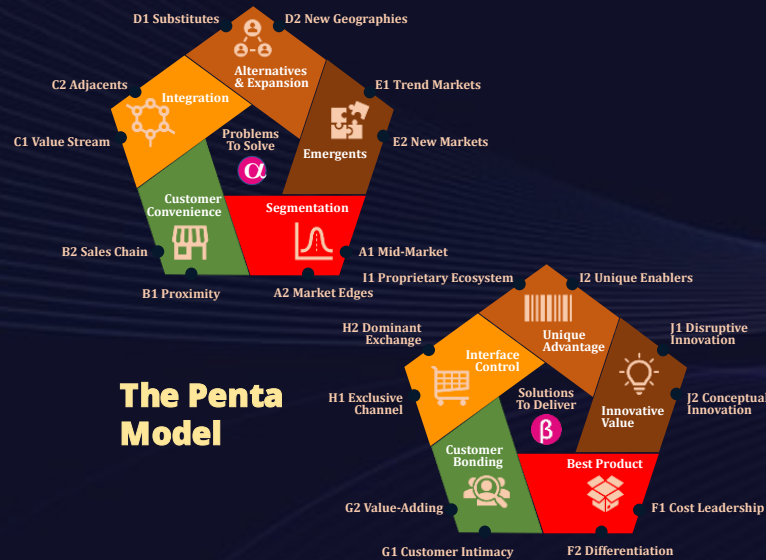 D1 Substitutes
D2 New Geographies
Alternatives
& Expansion
C2 Adjacents
Integration
E1 Trend Markets
C1 Value Stream
Problems
To Solve
α
Emergents
E2 New Markets
Customer
Convenience
Segmentation
B2 Sales Chain
A1 Mid-Market
B1 Proximity
A2 Market Edges
I1 Proprietary Ecosystem
I2 Unique Enablers
H2 Dominant
Exchange
Unique
Advantage
J1 Disruptive
Innovation
Interface
Control
H1 Exclusive
Channel
Solutions
To Deliver
β
Innovative
Value
J2 Conceptual
Innovation
The Penta
Model
Customer
Bonding
Best Product
G2 Value-Adding
F1 Cost Leadership
G1 Customer Intimacy
F2 Differentiation